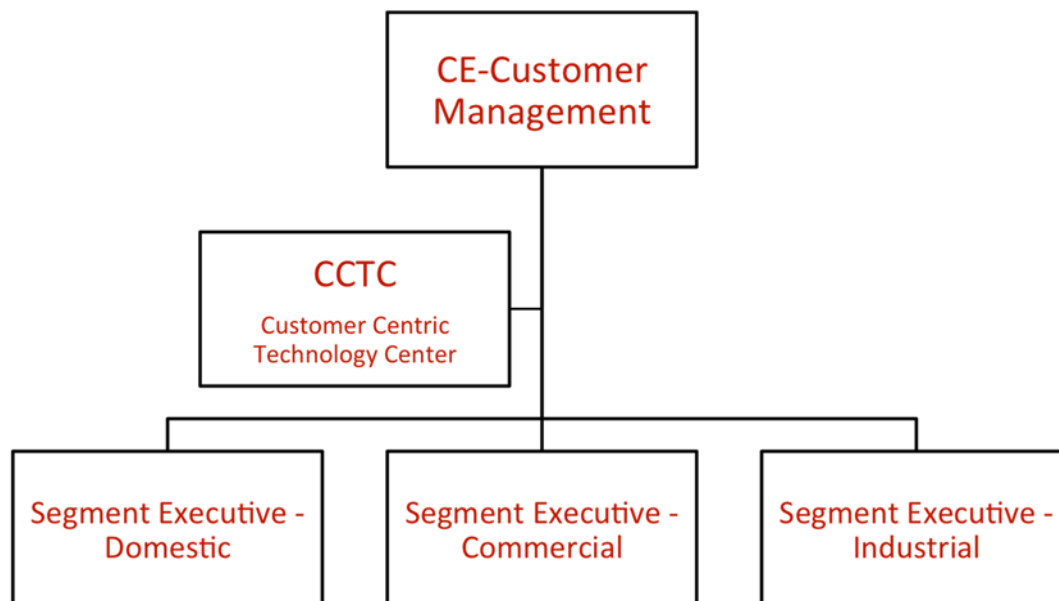 CE-Customer
Management
CCTC
Customer Centric
Technology Center
Segment Executive -
Domestic
Segment Executive -
Commercial
Segment Executive -
Industrial